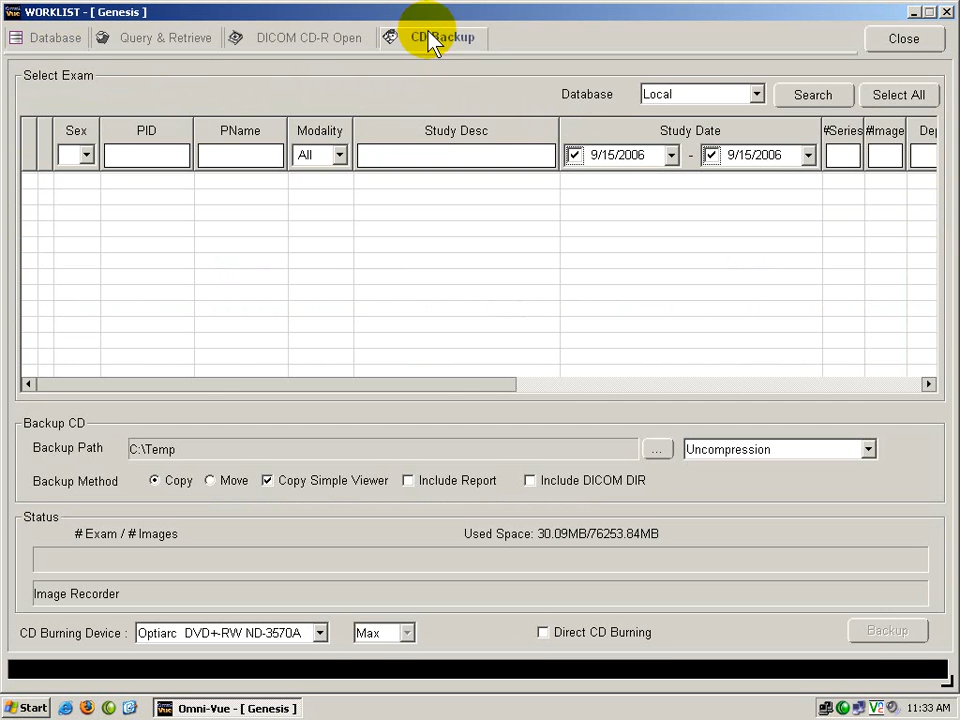 Omni Vue WORKLIST - [ Genesis ]
Database Query & Retrieve DICOM CD-R Open CD Backup Close
Select Exam
Database Local Search Select All
Sex PID PName Modality Study Desc Study Date #Series #Image Dep
All 9/15/2006 - 9/15/2006
Backup CD
Backup Path C:\Temp ... Uncompression
Backup Method Copy Move Copy Simple Viewer Include Report Include DICOM DIR
Status
# Exam / # Images Used Space: 30.09MB/76253.84MB
Image Recorder
CD Burning Device : Optiarc DVD+-RW ND-3570A Max Direct CD Burning Backup
Start Omni-Vue - [ Genesis ] 11:33 AM